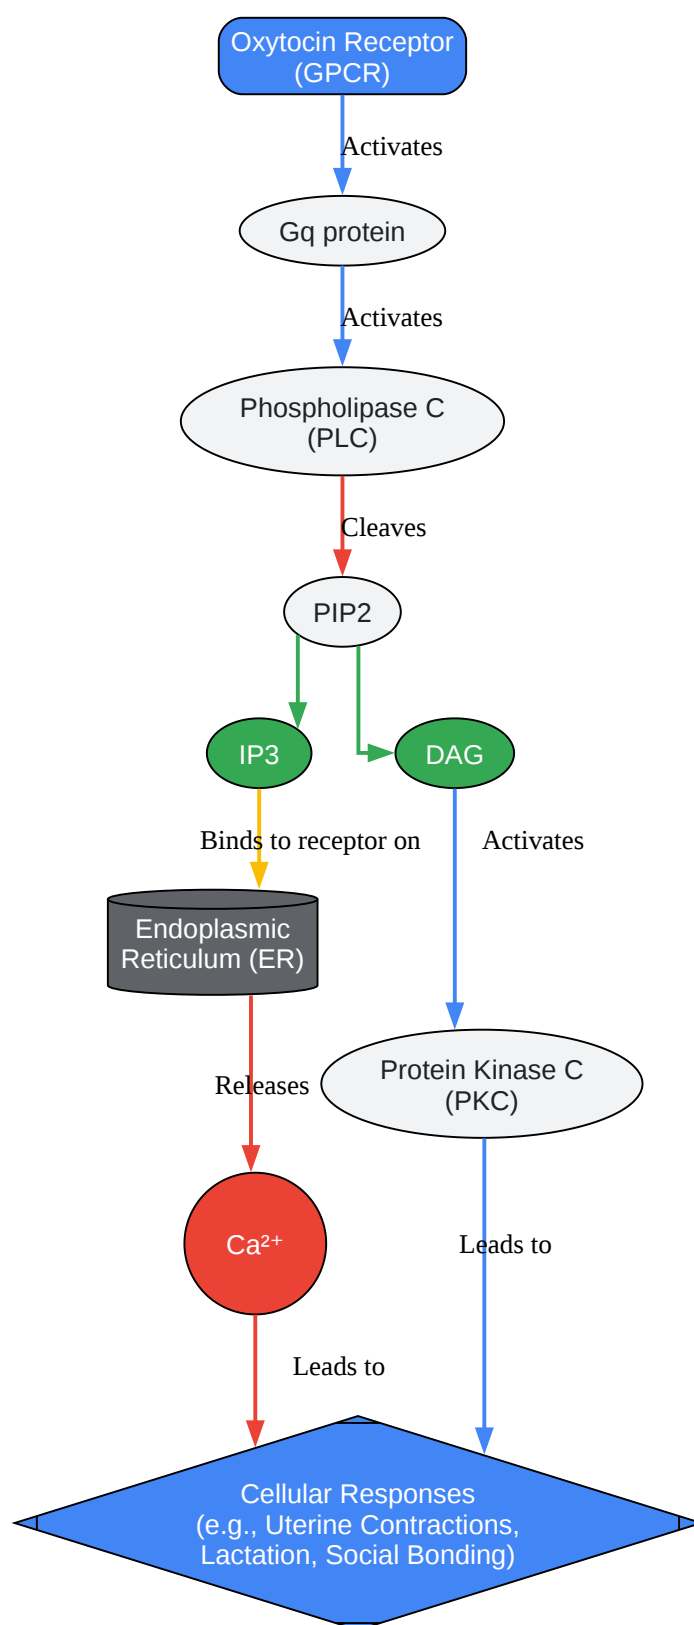 Oxytocin Receptor
(GPCR)
Activates
Gq protein
Activates
Phospholipase C
(PLC)
Cleaves
PIP2
IP3
DAG
Binds to receptor on
Activates
Endoplasmic
Reticulum (ER)
Protein Kinase C
(PKC)
Releases
Ca²⁺
Leads to
Leads to
Cellular Responses
(e.g., Uterine Contractions,
Lactation, Social Bonding)